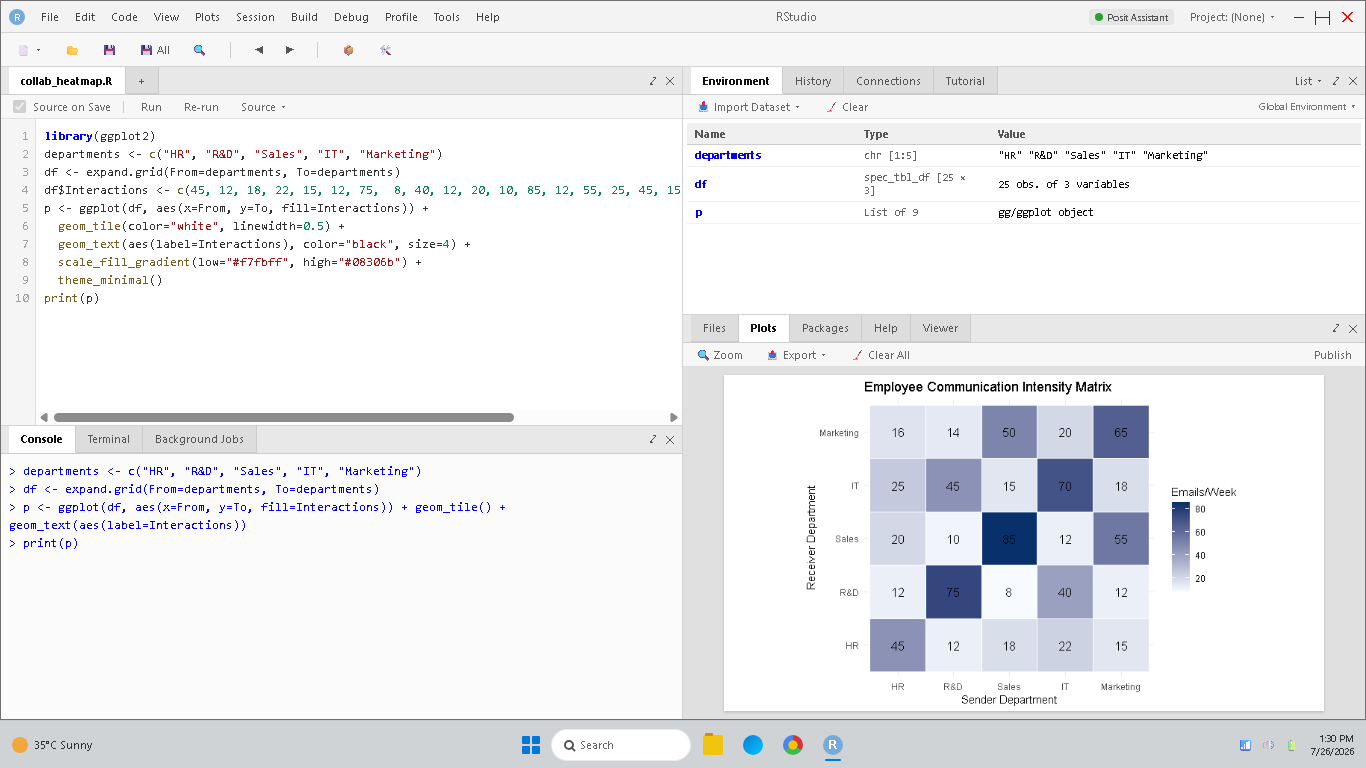 R File Edit Code View Plots Session Build Debug Profile Tools Help RStudio Posit Assistant Project: (None)
All
collab_heatmap.R +
Source on Save Run Re-run Source
1 library(ggplot2)
2 departments <- c("HR", "R&D", "Sales", "IT", "Marketing")
3 df <- expand.grid(From=departments, To=departments)
4 df$Interactions <- c(45, 12, 18, 22, 15, 12, 75,  8, 40, 12, 20, 10, 85, 12, 55, 25, 45, 15
5 p <- ggplot(df, aes(x=From, y=To, fill=Interactions)) +
6   geom_tile(color="white", linewidth=0.5) +
7   geom_text(aes(label=Interactions), color="black", size=4) +
8   scale_fill_gradient(low="#f7fbff", high="#08306b") +
9   theme_minimal()
10 print(p)
Console Terminal Background Jobs
> departments <- c("HR", "R&D", "Sales", "IT", "Marketing")
> df <- expand.grid(From=departments, To=departments)
> p <- ggplot(df, aes(x=From, y=To, fill=Interactions)) + geom_tile() +
geom_text(aes(label=Interactions))
> print(p)
Environment History Connections Tutorial List
Import Dataset Clear Global Environment
Name Type Value
departments chr [1:5] "HR" "R&D" "Sales" "IT" "Marketing"
df spec_tbl_df [25 ×
3] 25 obs. of 3 variables
p List of 9 gg/ggplot object
Files Plots Packages Help Viewer
Zoom Export Clear All Publish
Employee Communication Intensity Matrix
Receiver Department
Marketing 16 14 50 20 65
IT 25 45 15 70 18
Sales 20 10 85 12 55
R&D 12 75 8 40 12
HR 45 12 18 22 15
HR R&D Sales IT Marketing
Sender Department
Emails/Week
80
60
40
20
35°C Sunny Search R 1:30 PM
7/26/2026